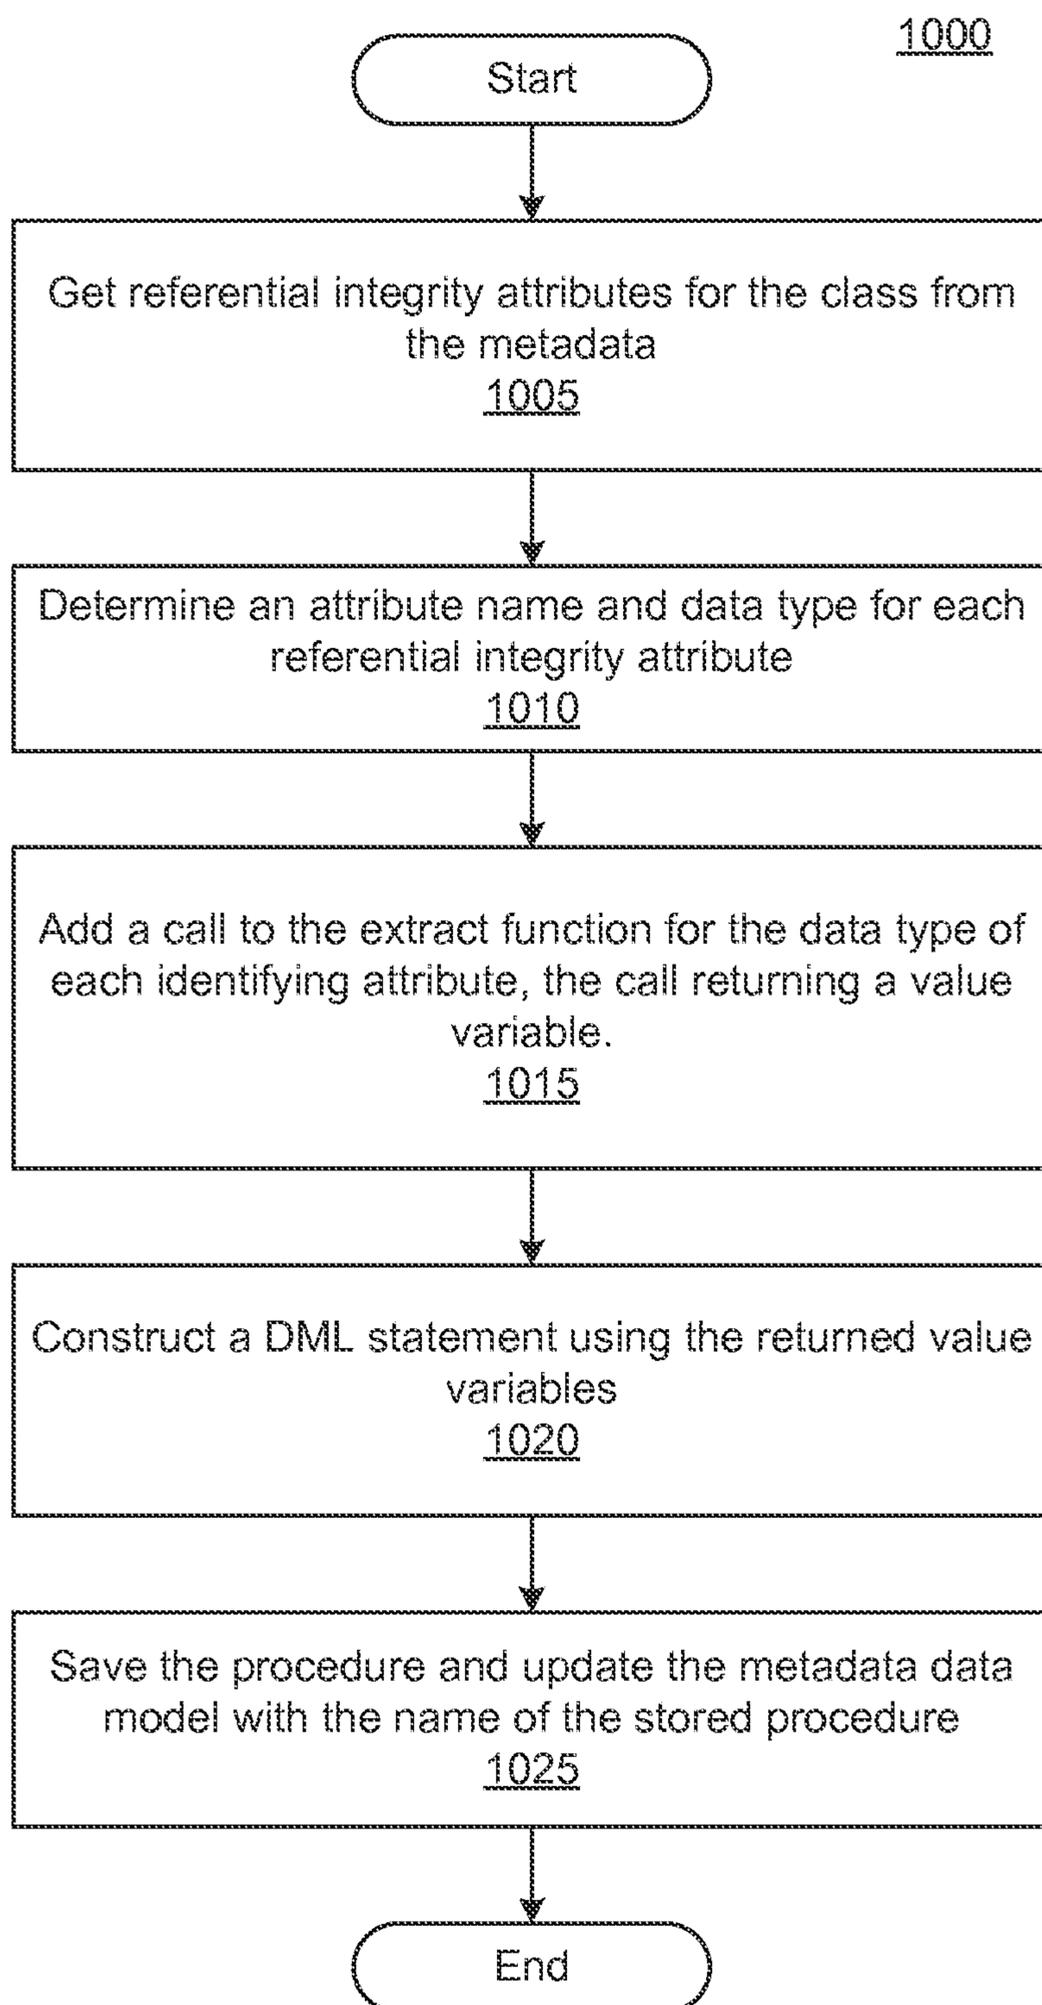 1000
Start
Get referential integrity attributes for the class from
the metadata
1005
Determine an attribute name and data type for each
referential integrity attribute
1010
Add a call to the extract function for the data type of
each identifying attribute, the call returning a value
variable.
1015
Construct a DML statement using the returned value
variables
1020
Save the procedure and update the metadata data
model with the name of the stored procedure
1025
End